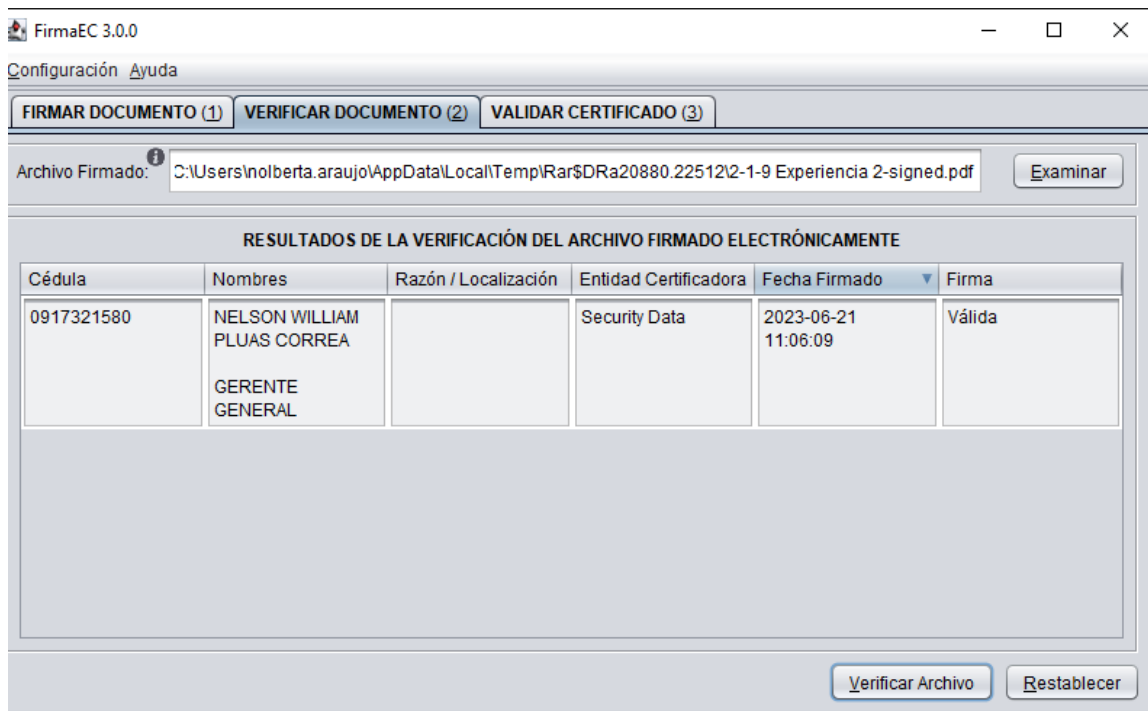 FirmaEC 3.0.0
Configuración Ayuda
FIRMAR DOCUMENTO (1) VERIFICAR DOCUMENTO (2) VALIDAR CERTIFICADO (3)
Archivo Firmado: C:\Users\nolberta.araujo\AppData\Local\Temp\Rar$DRa20880.22512\2-1-9 Experiencia 2-signed.pdf Examinar
RESULTADOS DE LA VERIFICACIÓN DEL ARCHIVO FIRMADO ELECTRÓNICAMENTE
Cédula Nombres Razón / Localización Entidad Certificadora Fecha Firmado Firma
0917321580 NELSON WILLIAM Security Data 2023-06-21 Válida
PLUAS CORREA 11:06:09
GERENTE
GENERAL
Verificar Archivo Restablecer